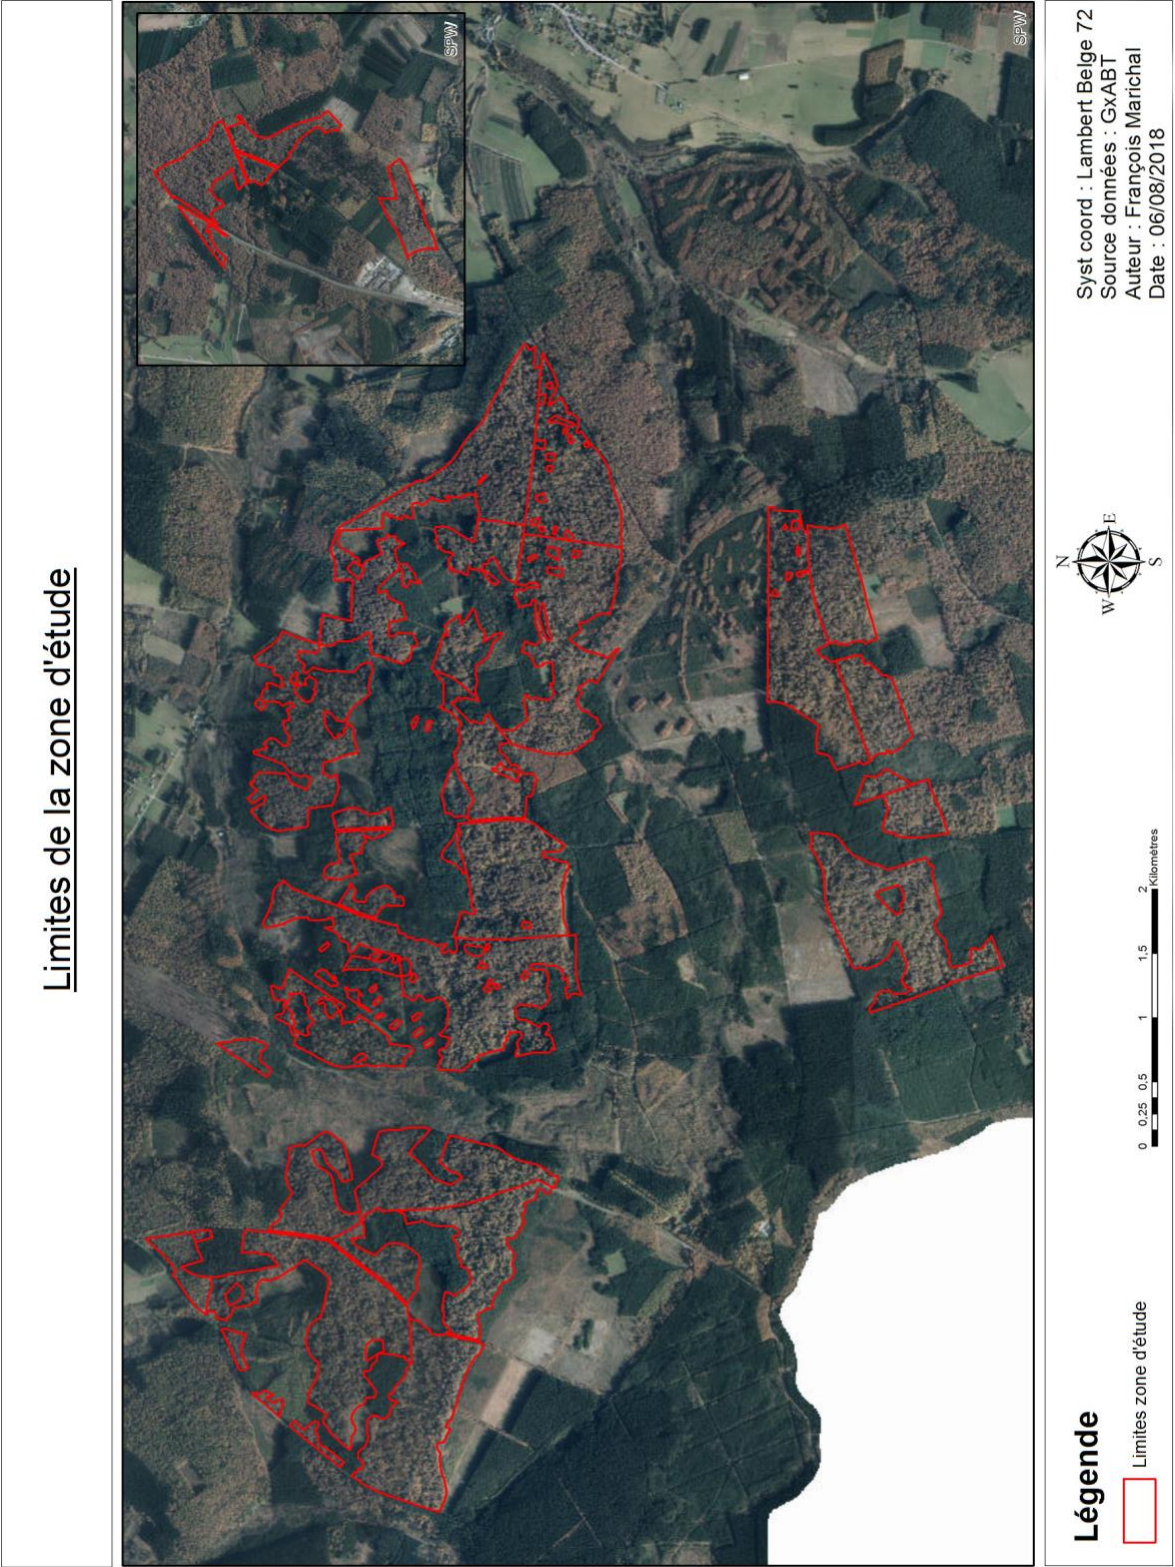 Limites de la zone d'étude
SPW
SPW
Légende
Limites zone d'étude
0 0,25 0,5 1 1,5 2
Kilomètres
N
W E
S
Syst coord : Lambert Belge 72
Source données : GxABT
Auteur : François Marichal
Date : 06/08/2018